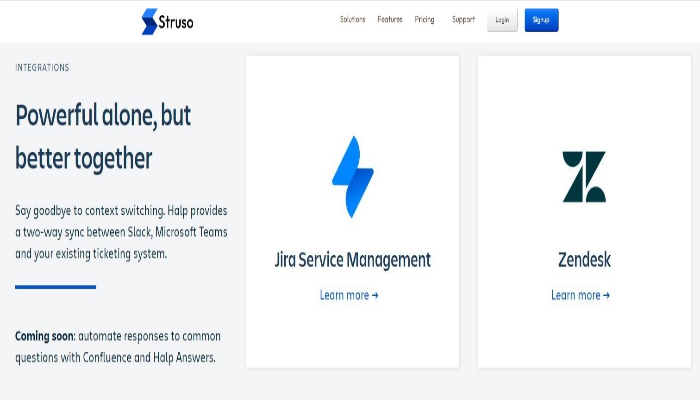 Struso
Solutions Features Pricing Support Login Signup
INTEGRATIONS
Powerful alone, but
better together
Say goodbye to context switching. Halp provides
a two-way sync between Slack, Microsoft Teams
and your existing ticketing system.
Coming soon: automate responses to common
questions with Confluence and Halp Answers.
Jira Service Management
Learn more →
Zendesk
Learn more →